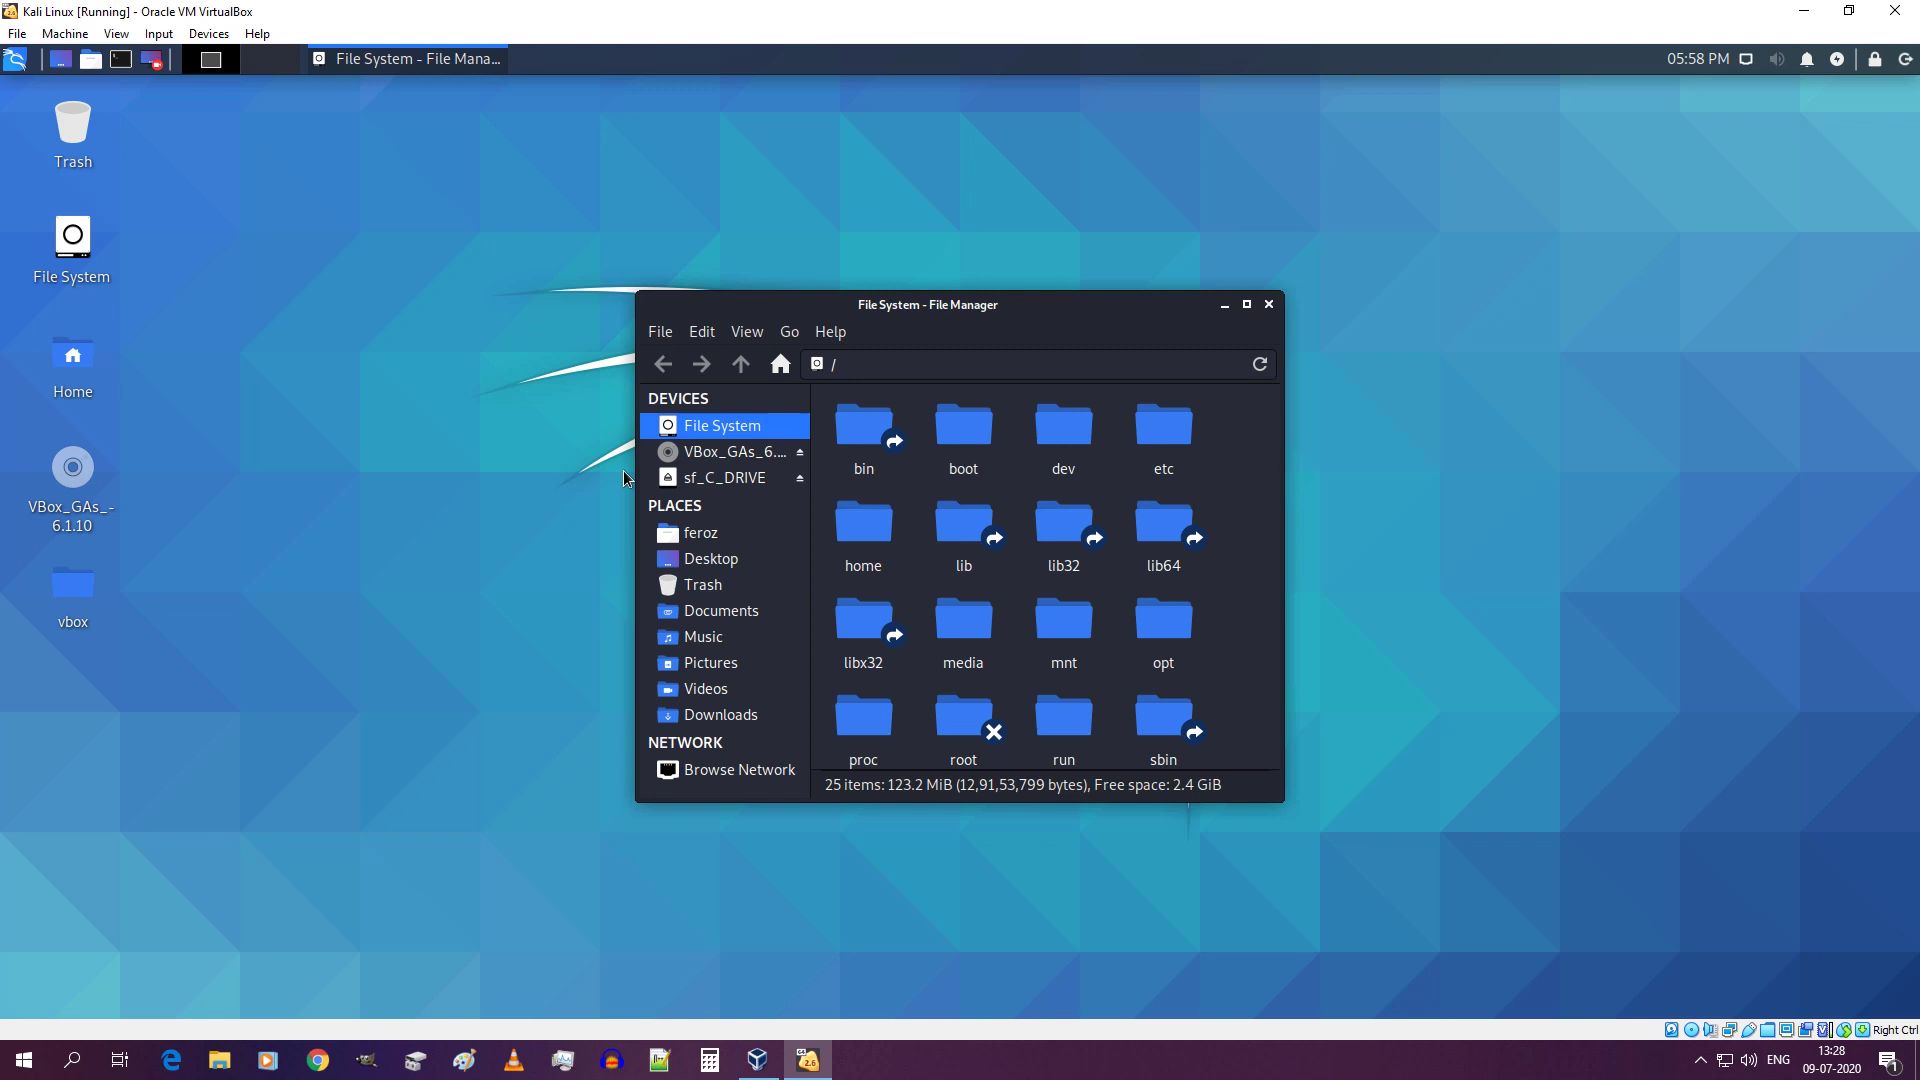 Kali Linux [Running] - Oracle VM VirtualBox
File Machine View Input Devices Help
File System - File Mana...
05:58 PM
Trash
File System
Home
VBox_GAs_-
6.1.10
vbox
File System - File Manager
File Edit View Go Help
/
DEVICES
File System
VBox_GAs_6....
sf_C_DRIVE
PLACES
feroz
Desktop
Trash
Documents
Music
Pictures
Videos
Downloads
NETWORK
Browse Network
bin boot dev etc
home lib lib32 lib64
libx32 media mnt opt
proc root run sbin
25 items: 123.2 MiB (12,91,53,799 bytes), Free space: 2.4 GiB
Right Ctrl
ENG
13:28
09-07-2020
1